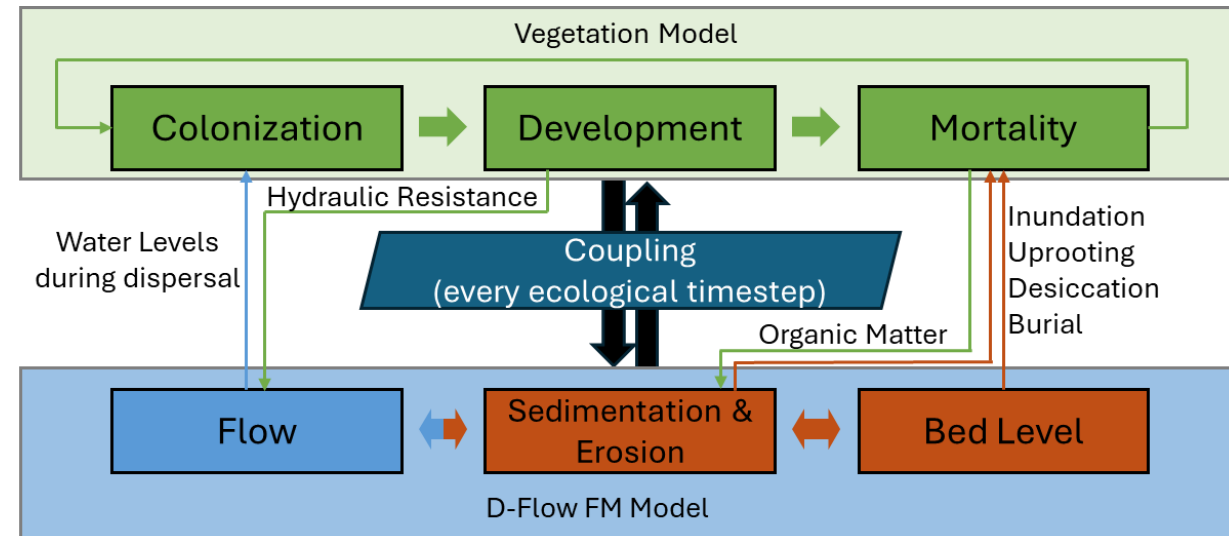 Vegetation Model
Colonization
Development
Mortality
Hydraulic Resistance
Water Levels
during dispersal
Coupling
(every ecological timestep)
Inundation
Uprooting
Desiccation
Burial
Organic Matter
Flow
Sedimentation &
Erosion
Bed Level
D-Flow FM Model